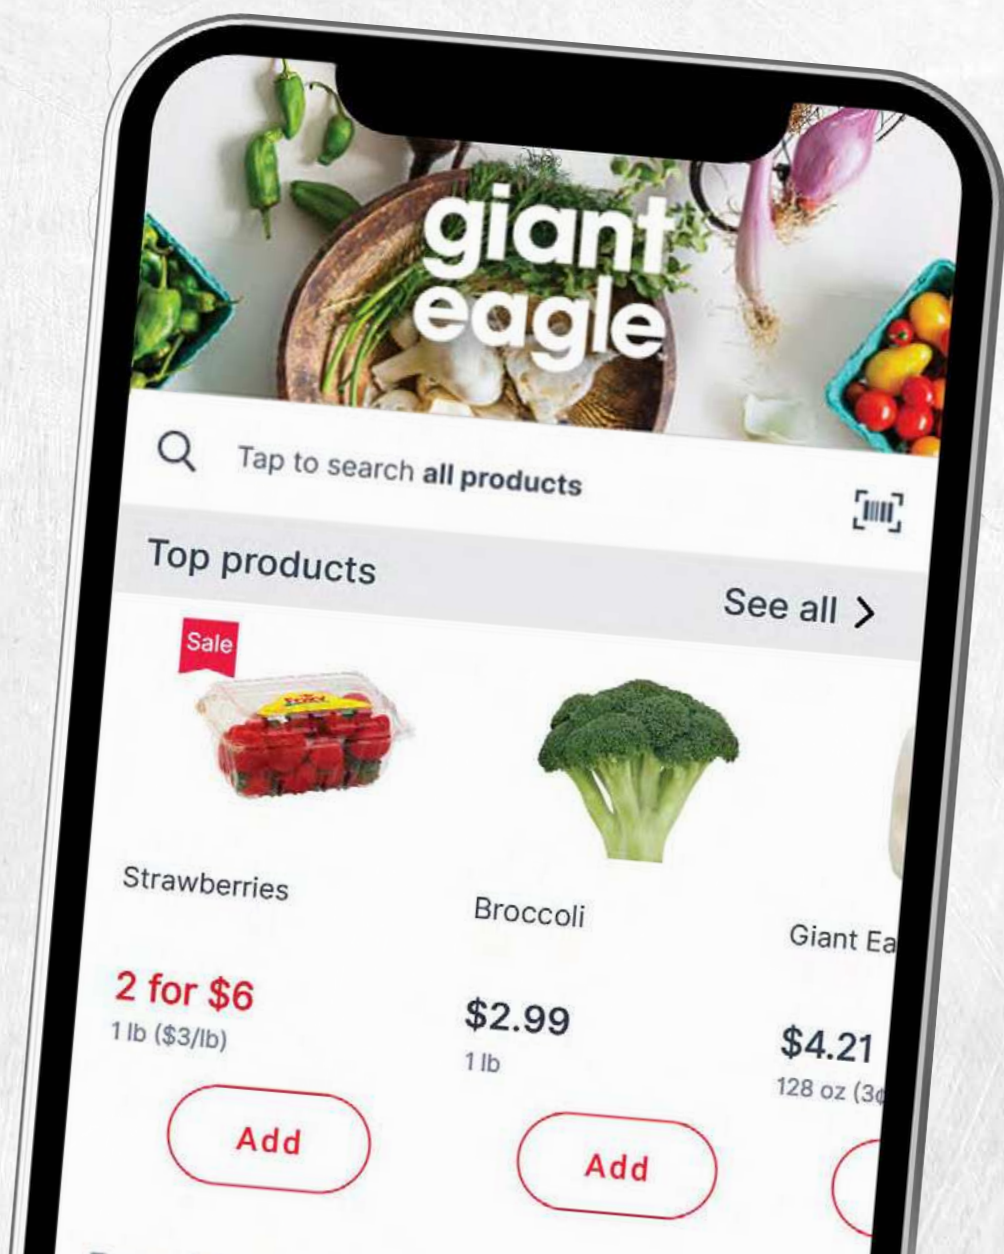 giant
eagle
Tap to search all products
Top products
See all
Sale
Strawberries
Broccoli
Giant Ea
2 for $6
$2.99
$4.21
1 lb ($3/lb)
1 lb
128 oz (3¢
Add
Add